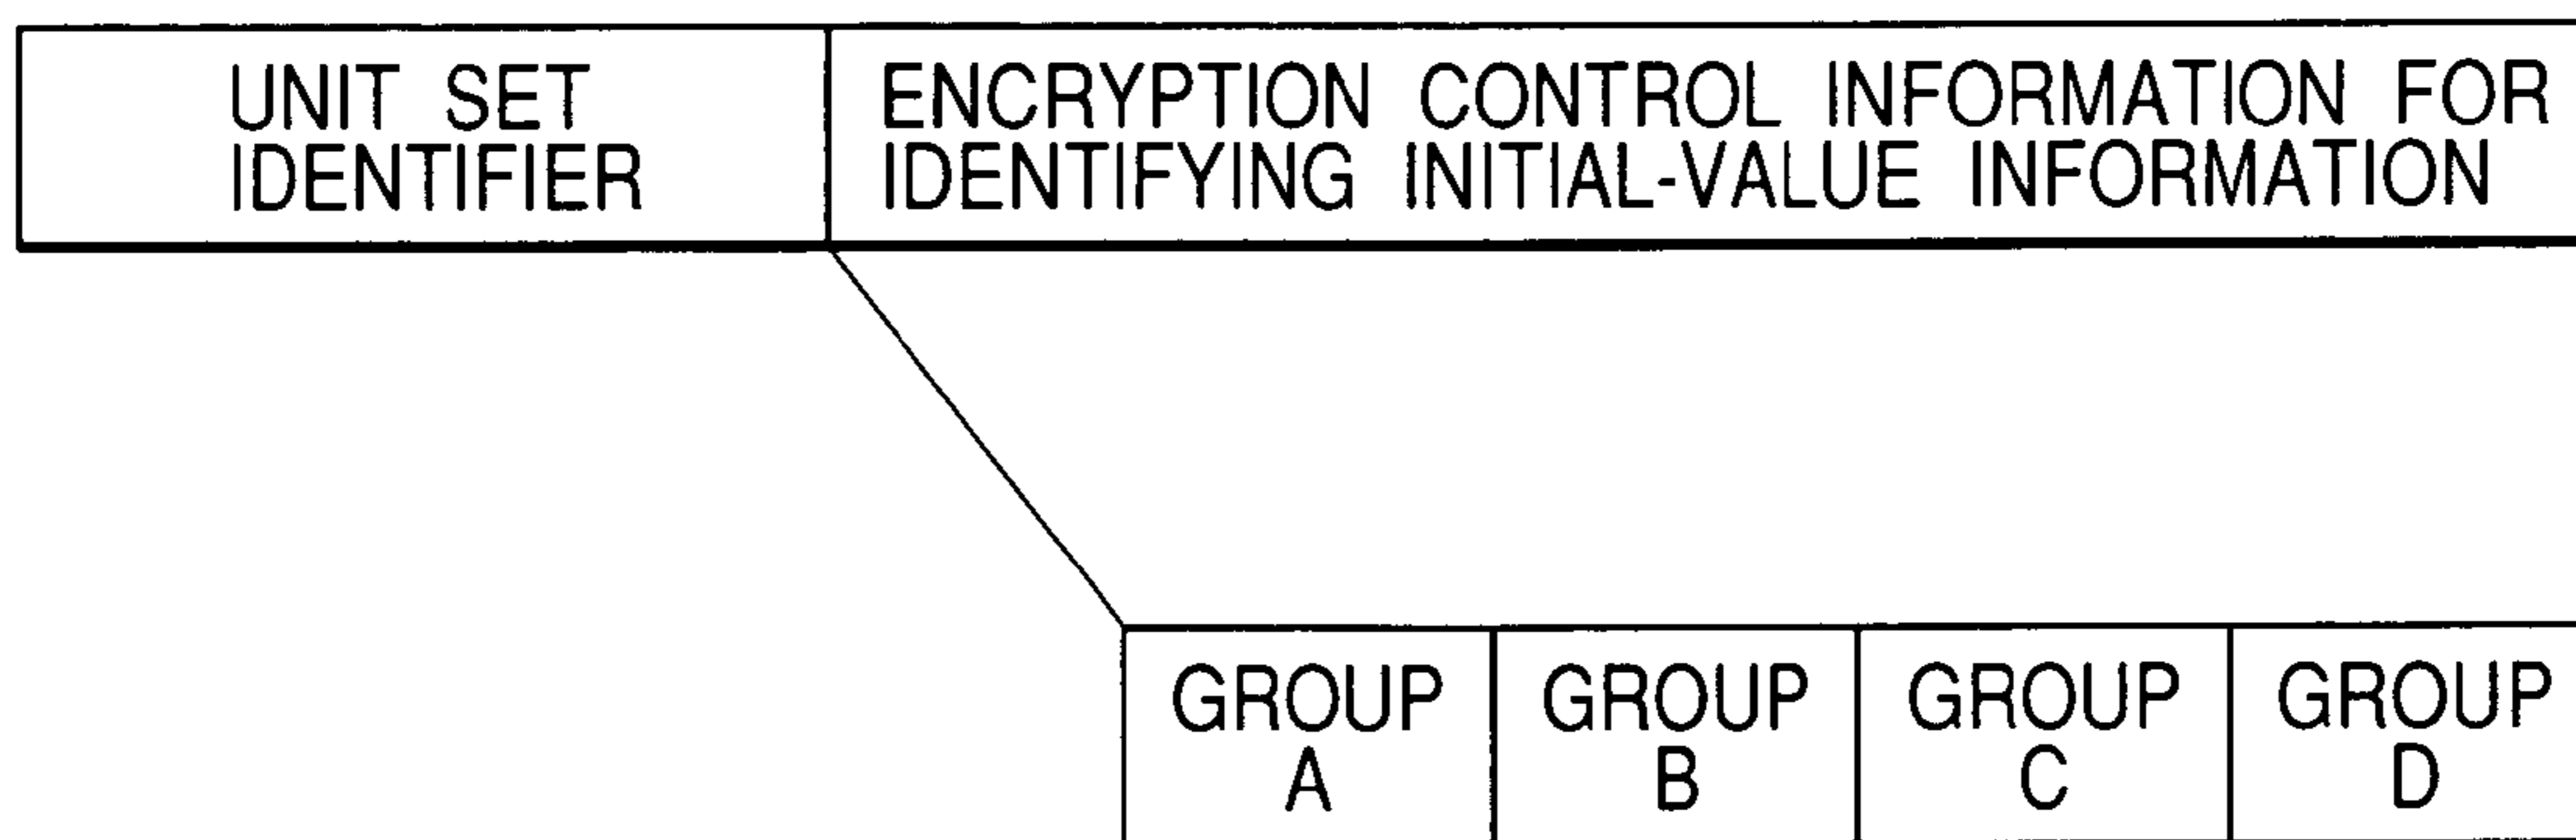 UNIT SET
IDENTIFIER
ENCRYPTION CONTROL INFORMATION FOR
IDENTIFYING INITIAL-VALUE INFORMATION
GROUP
A
GROUP
B
GROUP
C
GROUP
D